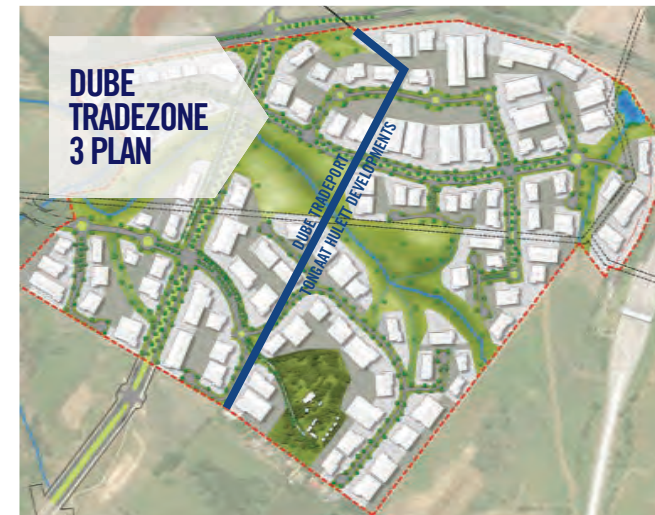 DUBE
TRADEZONE
3 PLAN
DUBE TRADEPORT
TONGAAT HULETT DEVELOPMENTS